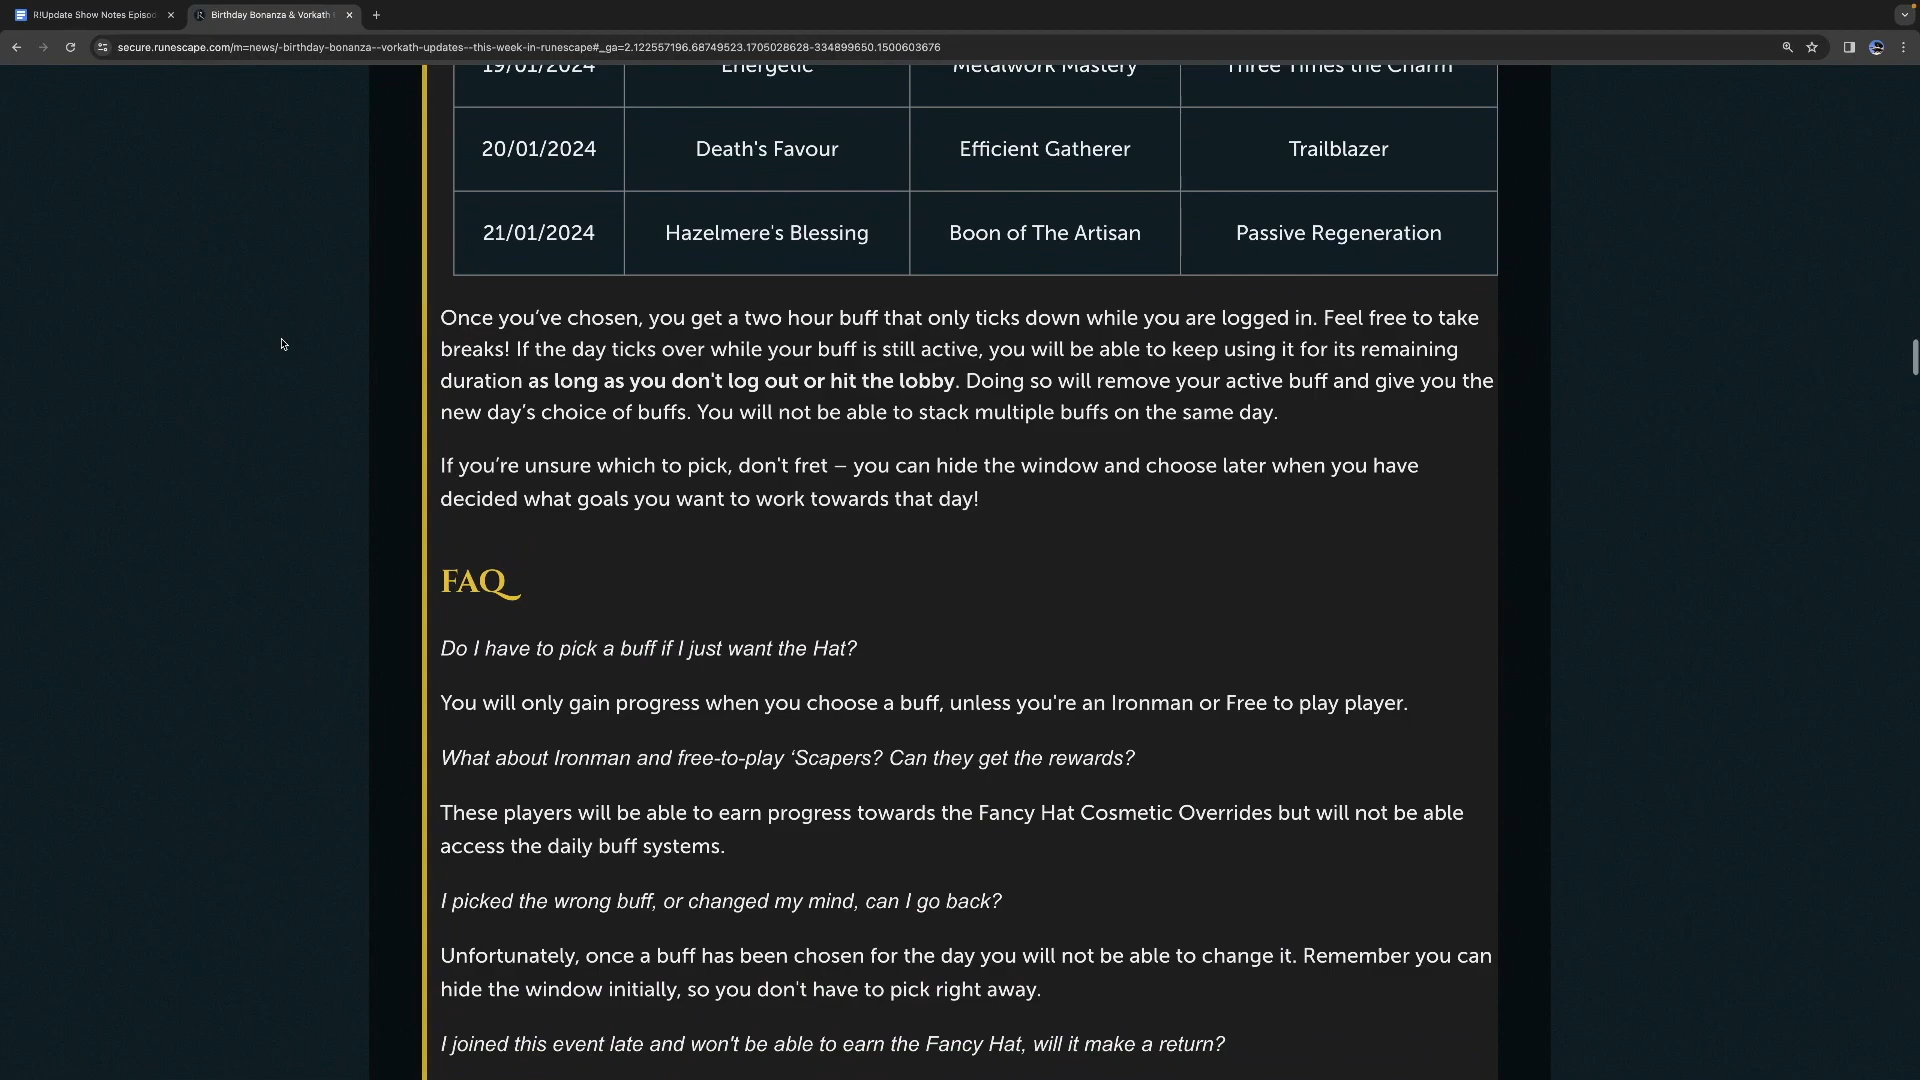 R!Update Show Notes Episod
Birthday Bonanza & Vorkath
secure.runescape.com/m=news/-birthday-bonanza--vorkath-updates--this-week-in-runescape#_ga=2.122557196.68749523.1705028628-334899650.1500603676
19/01/2024 Energetic Metalwork Mastery Three Times the Charm
20/01/2024 Death's Favour Efficient Gatherer Trailblazer
21/01/2024 Hazelmere's Blessing Boon of The Artisan Passive Regeneration
Once you’ve chosen, you get a two hour buff that only ticks down while you are logged in. Feel free to take
breaks! If the day ticks over while your buff is still active, you will be able to keep using it for its remaining
duration as long as you don't log out or hit the lobby. Doing so will remove your active buff and give you the
new day’s choice of buffs. You will not be able to stack multiple buffs on the same day.
If you’re unsure which to pick, don't fret – you can hide the window and choose later when you have
decided what goals you want to work towards that day!
FAQ
Do I have to pick a buff if I just want the Hat?
You will only gain progress when you choose a buff, unless you're an Ironman or Free to play player.
What about Ironman and free-to-play ‘Scapers? Can they get the rewards?
These players will be able to earn progress towards the Fancy Hat Cosmetic Overrides but will not be able
access the daily buff systems.
I picked the wrong buff, or changed my mind, can I go back?
Unfortunately, once a buff has been chosen for the day you will not be able to change it. Remember you can
hide the window initially, so you don't have to pick right away.
I joined this event late and won't be able to earn the Fancy Hat, will it make a return?